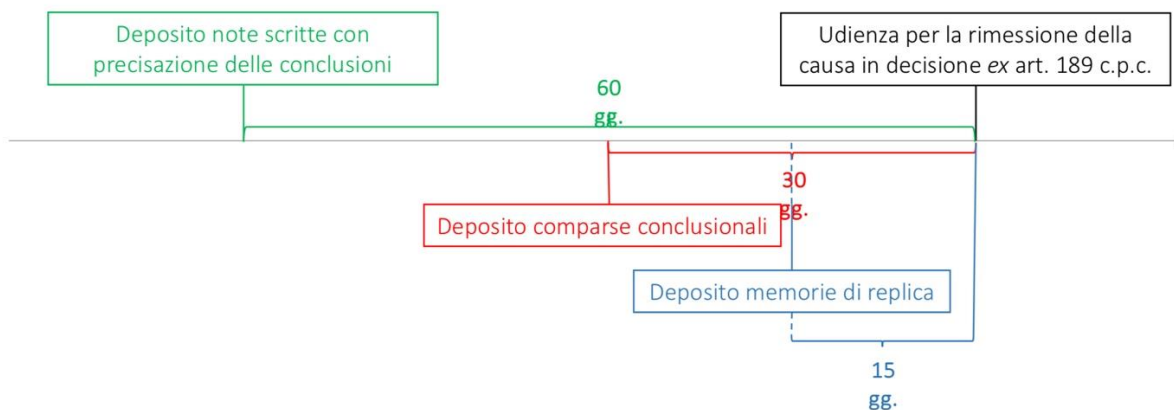 Deposito note scritte con
precisazione delle conclusioni
Udienza per la rimessione della
causa in decisione ex art. 189 c.p.c.
60
gg.
30
gg.
Deposito comparse conclusionali
Deposito memorie di replica
15
gg.